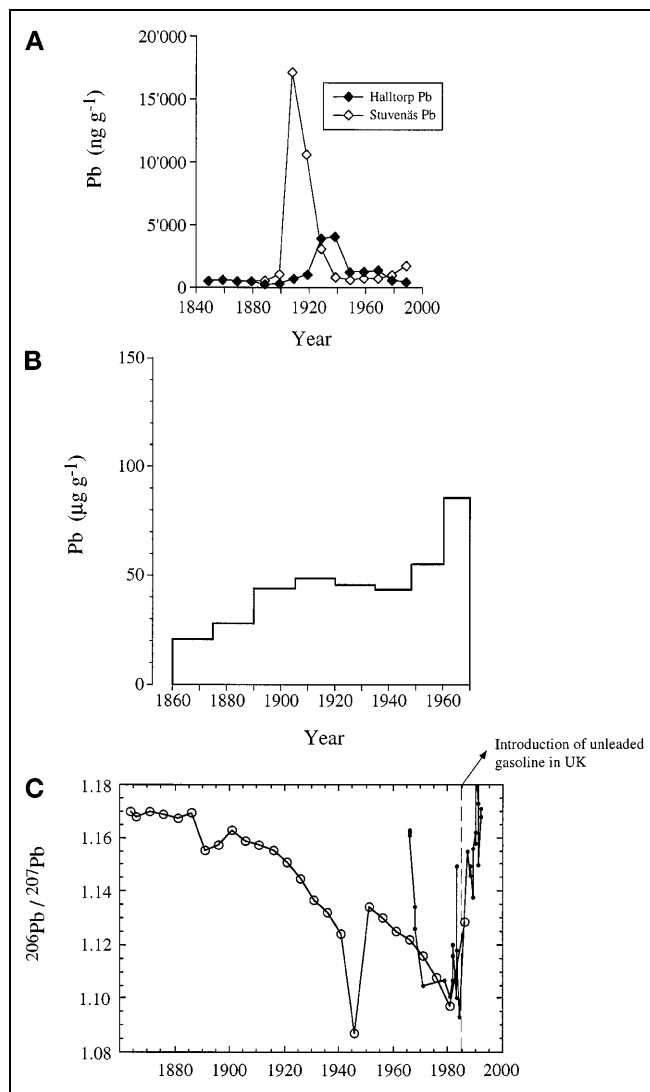 A
20'000
15'000
10'000
5'000
0
Pb (ng g-1)
Halltorp Pb
Stuvenäs Pb
1840 1880 1920 1960 2000
Year
B
150
100
50
0
Pb (µg g-1)
1860 1880 1900 1920 1940 1960
Year
Introduction of unleaded
gasoline in UK
C
1.18
1.16
1.14
1.12
1.10
1.08
206Pb / 207Pb
1880 1900 1920 1940 1960 1980 2000